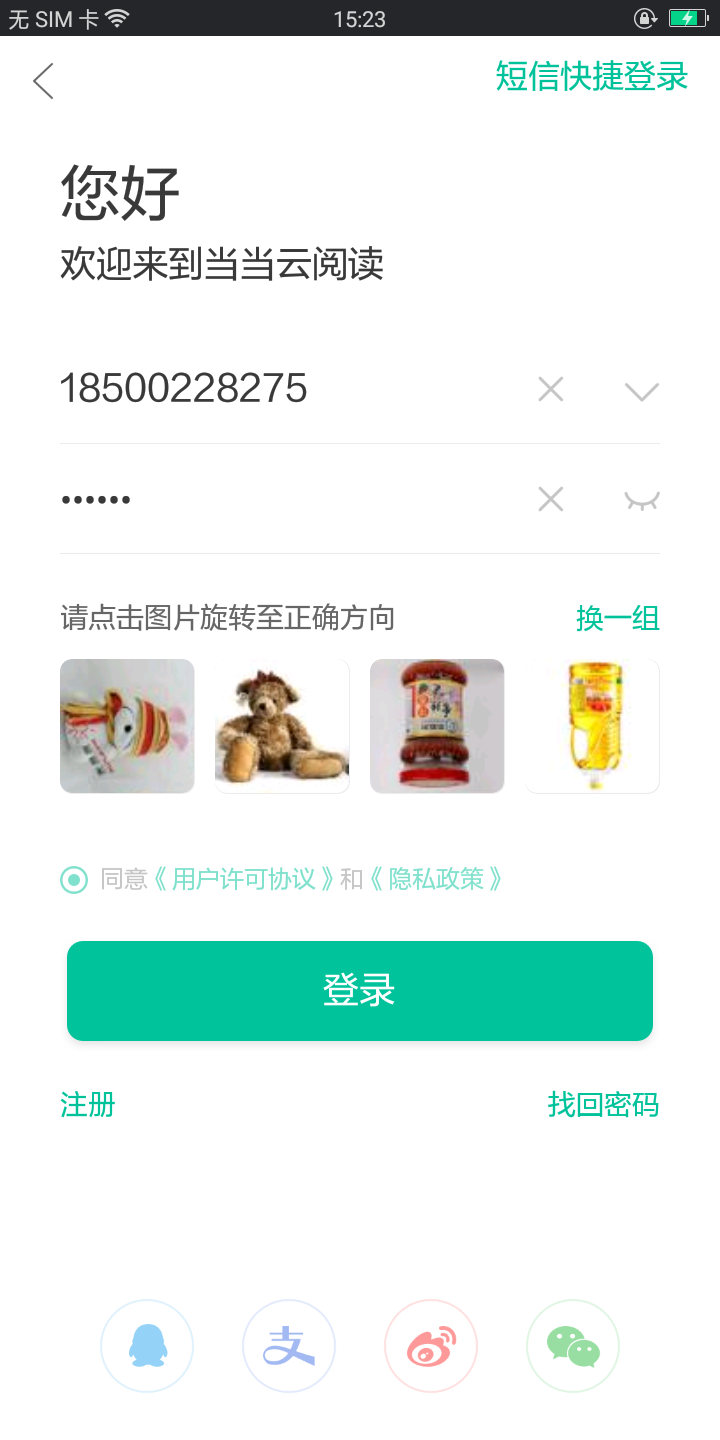 无 SIM 卡
15:23
短信快捷登录
您好
欢迎来到当当云阅读
18500228275
••••••
请点击图片旋转至正确方向
换一组
同意《用户许可协议》和《隐私政策》
登录
注册
找回密码
支